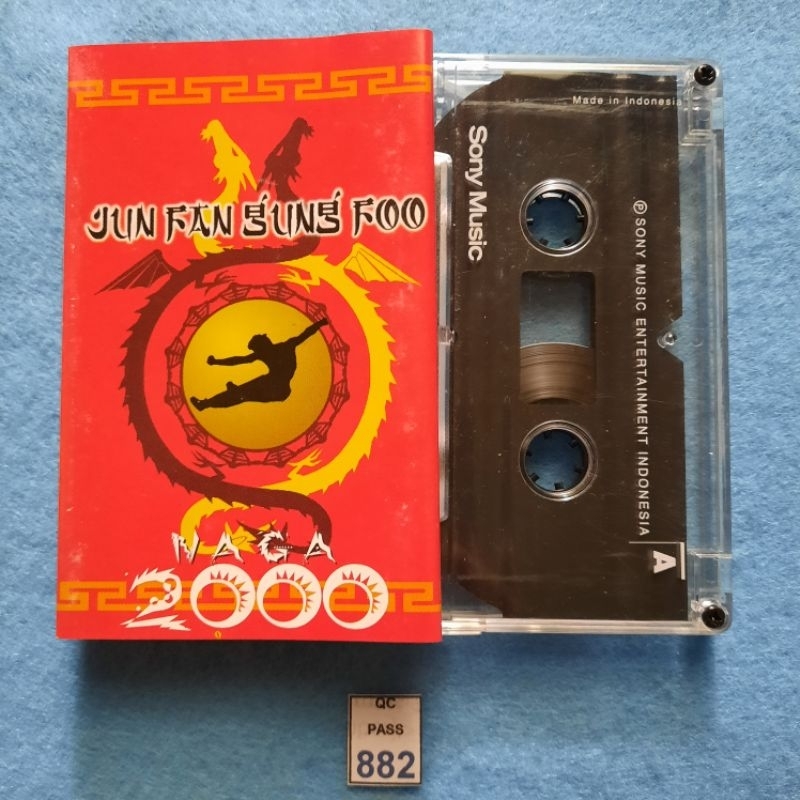 JUN FAN GUNG FOO
NAGA
2000
Made in Indonesia
Sony Music
Ⓟ SONY MUSIC ENTERTAINMENT INDONESIA
A
QC
PASS
882